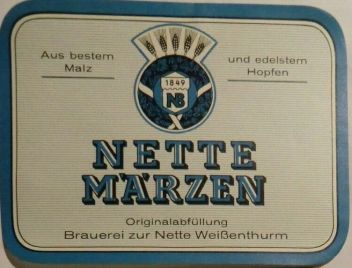 Aus bestem
Malz
und edelstem
Hopfen
1849
NB
NETTE
MÄRZEN
Originalabfüllung
Brauerei zur Nette Weißenthurm